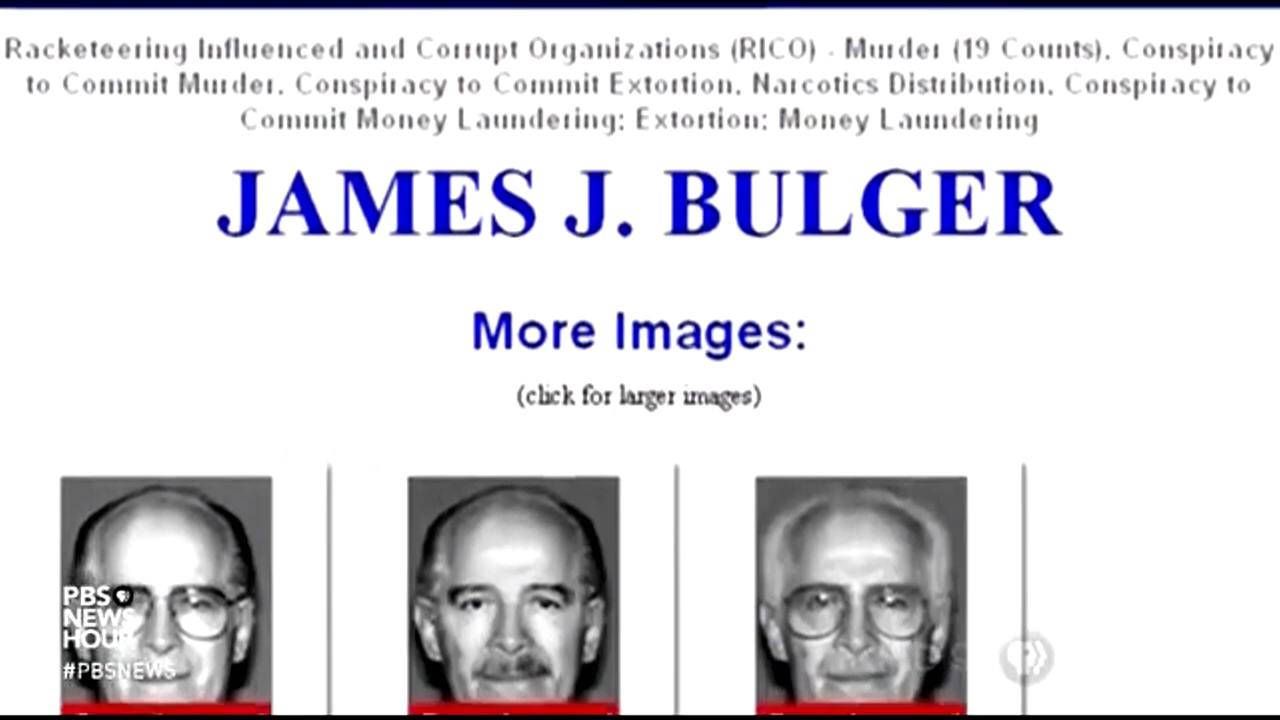 Racketeering Influenced and Corrupt Organizations (RICO) - Murder (19 Counts), Conspiracy
to Commit Murder, Conspiracy to Commit Extortion, Narcotics Distribution, Conspiracy to
Commit Money Laundering; Extortion; Money Laundering
JAMES J. BULGER
More Images:
(click for larger images)
PBS
NEWS
HOUR
#PBSNEWS